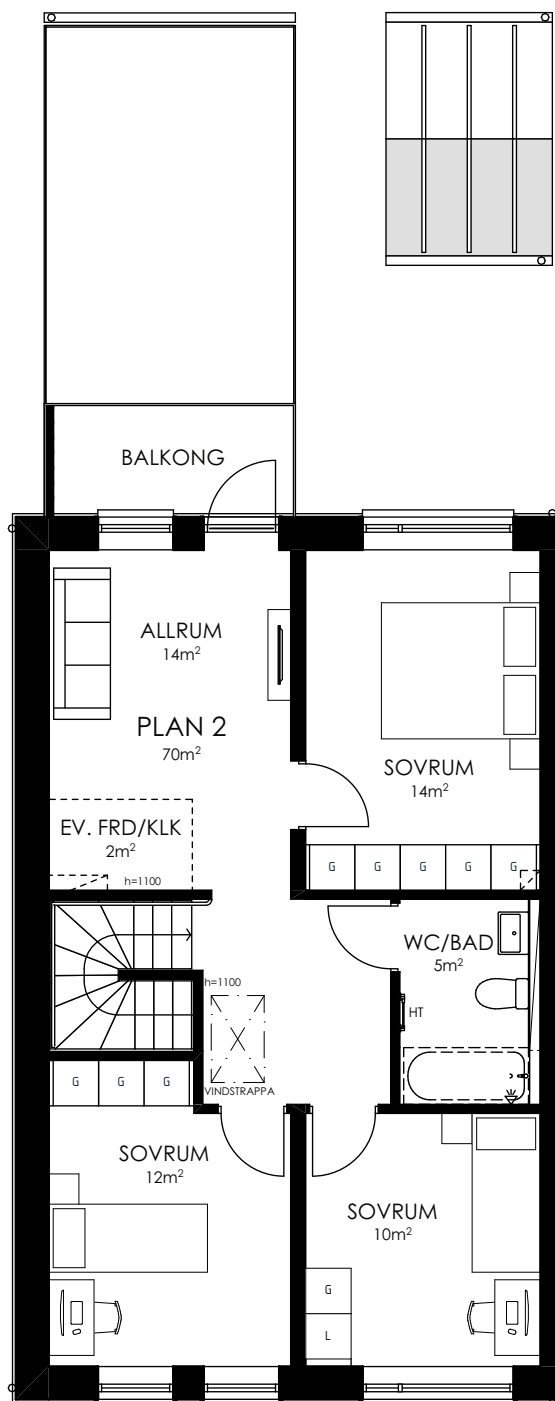 BALKONG
ALLRUM
14m²
PLAN 2
70m²
SOVRUM
14m²
EV. FRD/KLK
2m²
h=1100
G G G G G
WC/BAD
5m²
h=1100
HT
VINDSTRAPPA
G G G
SOVRUM
12m²
SOVRUM
10m²
G
L